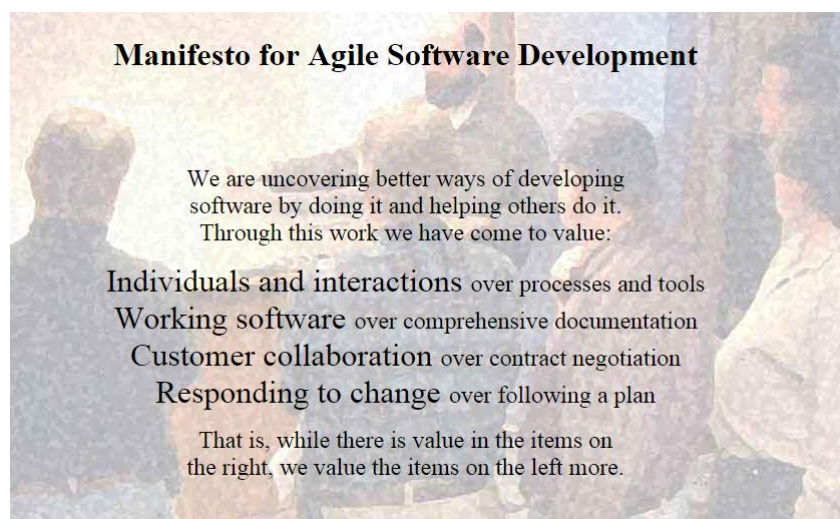 Manifesto for Agile Software Development
We are uncovering better ways of developing
software by doing it and helping others do it.
Through this work we have come to value:
Individuals and interactions over processes and tools
Working software over comprehensive documentation
Customer collaboration over contract negotiation
Responding to change over following a plan
That is, while there is value in the items on
the right, we value the items on the left more.